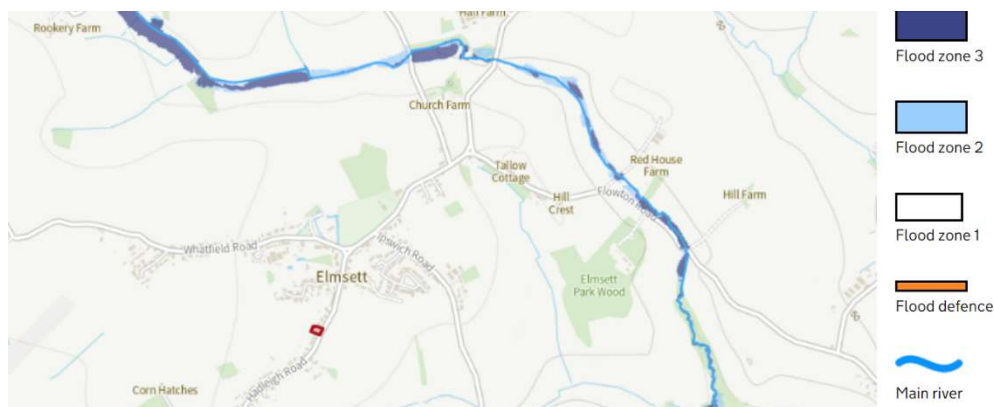 Rookery Farm
Hall Farm
Church Farm
Tallow
Cottage
Red House
Farm
Hill
Crest
Flowton Road
Hill Farm
Whatfield Road
Ipswich Road
Elmsett
Elmsett
Park Wood
Hadleigh Road
Corn Hatches
Flood zone 3
Flood zone 2
Flood zone 1
Flood defence
Main river